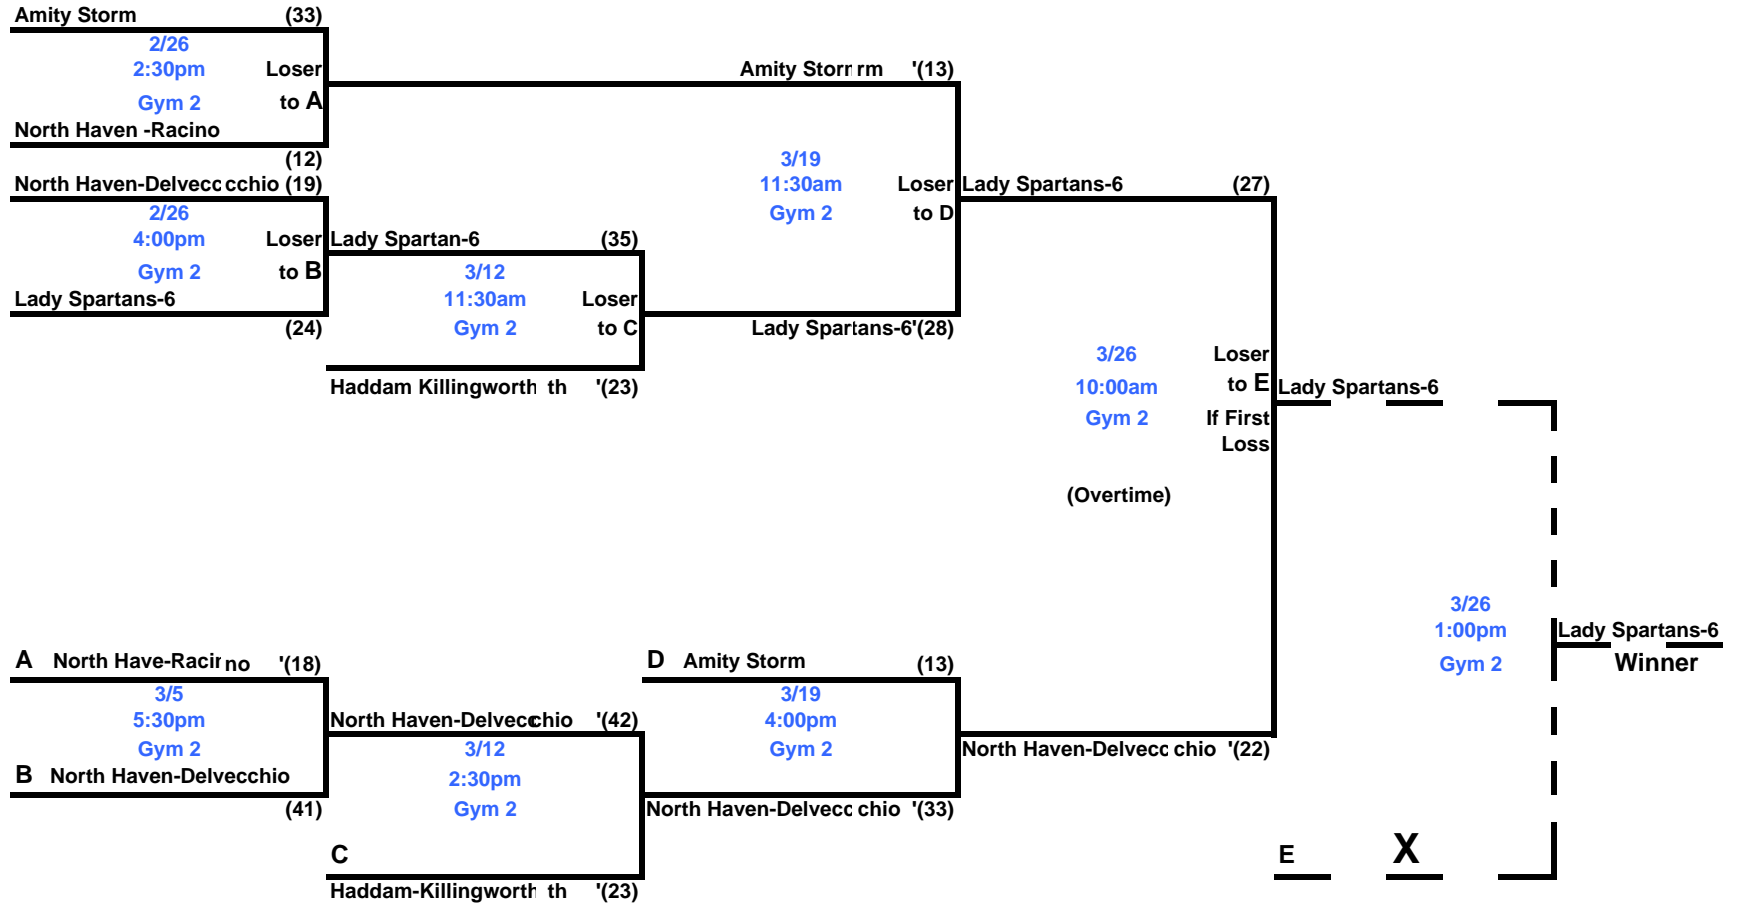 Amity Storm (33)
2/26
2:30pm Loser
Gym 2 to A
North Haven -Racino
(12)
Amity Storr rm '(13)
North Haven-Delvecc cchio (19)
2/26
4:00pm Loser
Gym 2 to B
Lady Spartans-6
(24)
Lady Spartan-6 (35)
3/12
11:30am Loser
Gym 2 to C
Haddam Killingworth th '(23)
3/19
11:30am Loser
Gym 2 to D
Lady Spartans-6'(28)
Lady Spartans-6 (27)
3/26 Loser
10:00am to E
Gym 2 If First
Loss
(Overtime)
Lady Spartans-6
3/26
1:00pm
Gym 2
Lady Spartans-6
Winner
A North Have-Racir no '(18)
3/5
5:30pm
Gym 2
B North Haven-Delvecchio
(41)
North Haven-Delvecchio '(42)
3/12
2:30pm
Gym 2
C
Haddam-Killingworth th '(23)
D Amity Storm (13)
3/19
4:00pm
Gym 2
North Haven-Delvecc chio '(33)
North Haven-Delvecc chio '(22)
E X